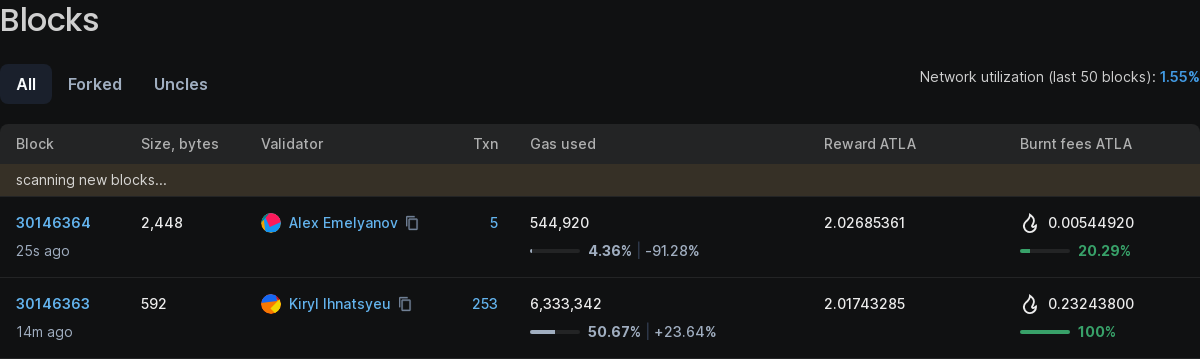 Blocks
All Forked Uncles
Network utilization (last 50 blocks): 1.55%
Block Size, bytes Validator Txn Gas used Reward ATLA Burnt fees ATLA
scanning new blocks...
30146364 2,448 Alex Emelyanov 5 544,920 2.02685361 0.00544920
25s ago 4.36% | -91.28% 20.29%
30146363 592 Kiryl Ihnatsyeu 253 6,333,342 2.01743285 0.23243800
14m ago 50.67% | +23.64% 100%